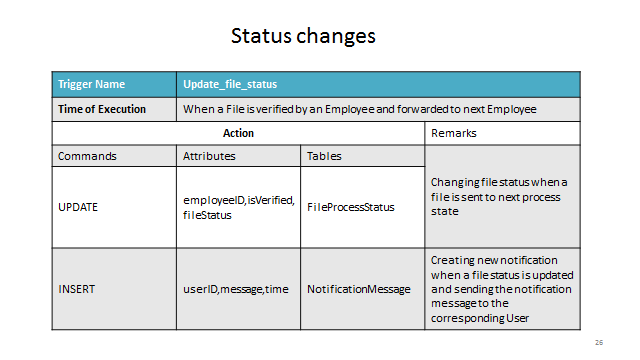 Status changes
Trigger Name
Update_file_status
Time of Execution
When a File is verified by an Employee and forwarded to next Employee
Action
Remarks
Commands
Attributes
Tables
Changing file status when a
file is sent to next process
state
UPDATE
employeeID,isVerified,
fileStatus
FileProcessStatus
INSERT
userID,message,time
NotificationMessage
Creating new notification
when a file status is updated
and sending the notification
message to the
corresponding User
26